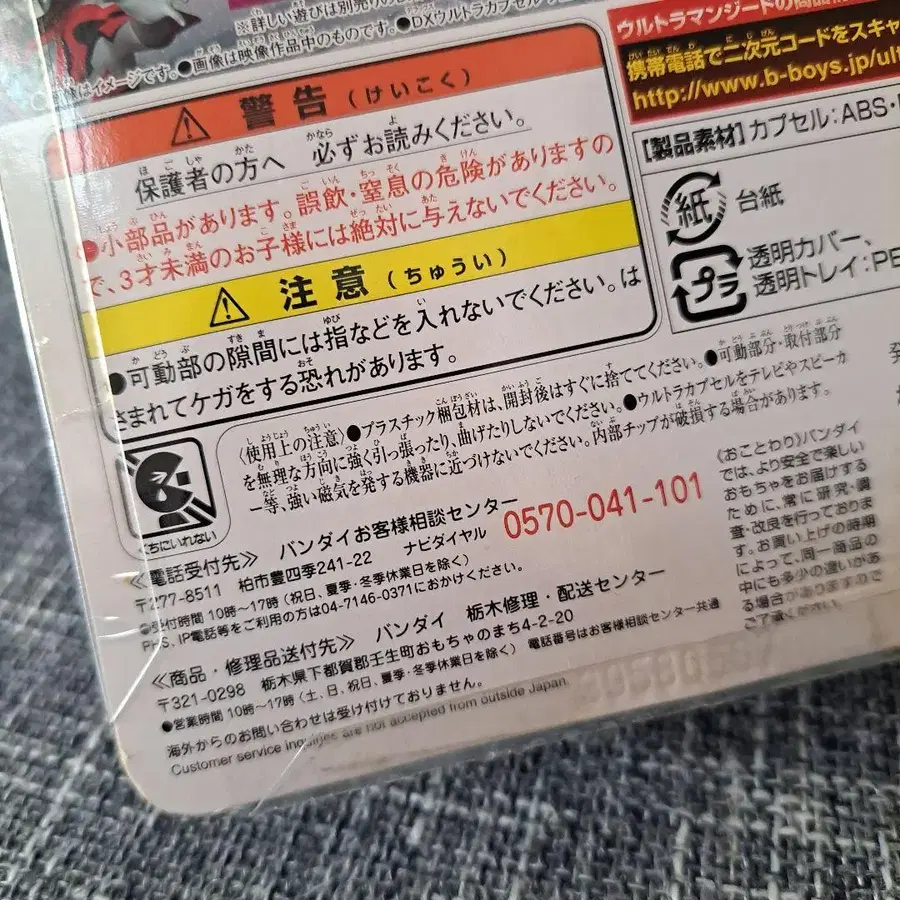 ※詳しい遊びは別売り
はイメージです。●画像は映像作品中のものです。●DXウルトラカプセル
ウルトラマンジードの商品
携帯電話で二次元コードをスキャ
http://www.b-boys.jp/ult
警告(けいこく)
保護者の方へ 必ずお読みください。
●小部品があります。誤飲・窒息の危険がありますの
で、3才未満のお子様には絶対に与えないでください。
注意(ちゅうい)
●可動部の隙間には指などを入れないでください。は
さまれてケガをする恐れがあります。
【製品素材】カプセル:ABS・
紙 台紙
プラ 透明カバー、
透明トレイ:PE
くちにいれない
〈使用上の注意〉●プラスチック梱包材は、開封後はすぐに捨ててください。●可動部分・取付部分
を無理な方向に強く引っ張ったり、曲げたりしないでください。●ウルトラカプセルをテレビやスピーカ
ー等、強い磁気を発する機器に近づけないでください。内部チップが破損する場合があります。
≪電話受付先≫ バンダイお客様相談センター
〒277-8511 柏市豊四季241-22 ナビダイヤル 0570-041-101
●受付時間 10時~17時(祝日、夏季・冬季休業日を除く)
PHS、IP電話等をご利用の方は04-7146-0371におかけください。
≪商品・修理品送付先≫ バンダイ 栃木修理・配送センター
〒321-0298 栃木県下都賀郡壬生町おもちゃのまち4-2-20
●営業時間 10時~17時(土、日、祝日、夏季・冬季休業日を除く) 電話番号はお客様相談センター共通
海外からのお問い合わせは受け付けておりません。
Customer service inquiries are not accepted from outside Japan.
《おことわり》バンダイ
では、より安全で楽しい
おもちゃをお届けする
ために、常に研究・調
査・改良を行っておりま
す。お買い上げの時期
によって、同一商品の
中にも多少の違いがあ
る場合がありますので
ご了承ください。